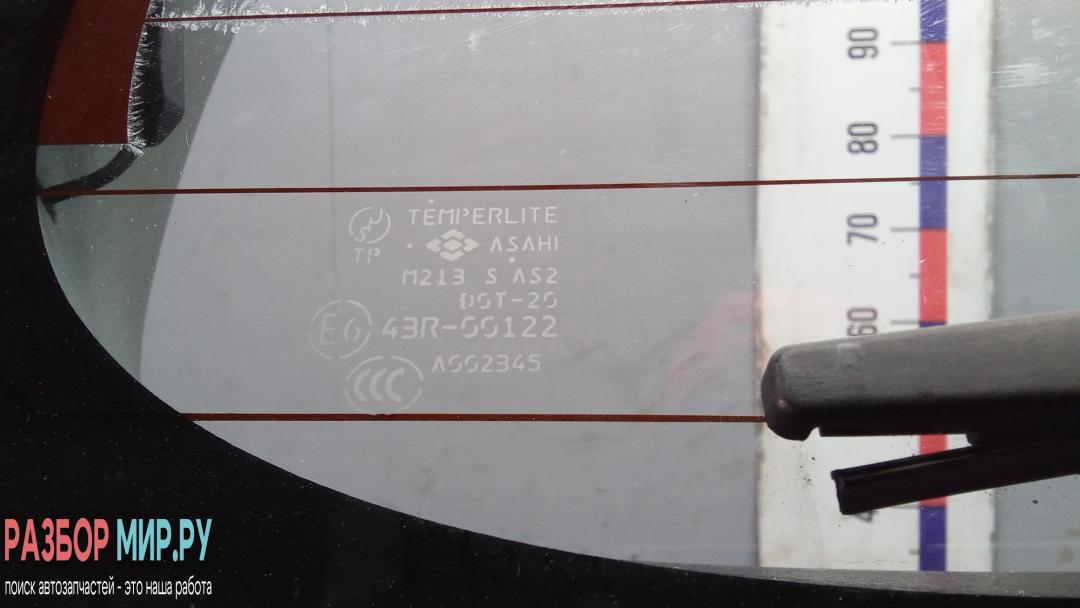 90
80
TEMPERLITE
TP
ASAHI
70
M213 S AS2
DOT-20
E6 43R-00122
60
A002345
CCC
РАЗБОР МИР.РУ
поиск автозапчастей - это наша работа